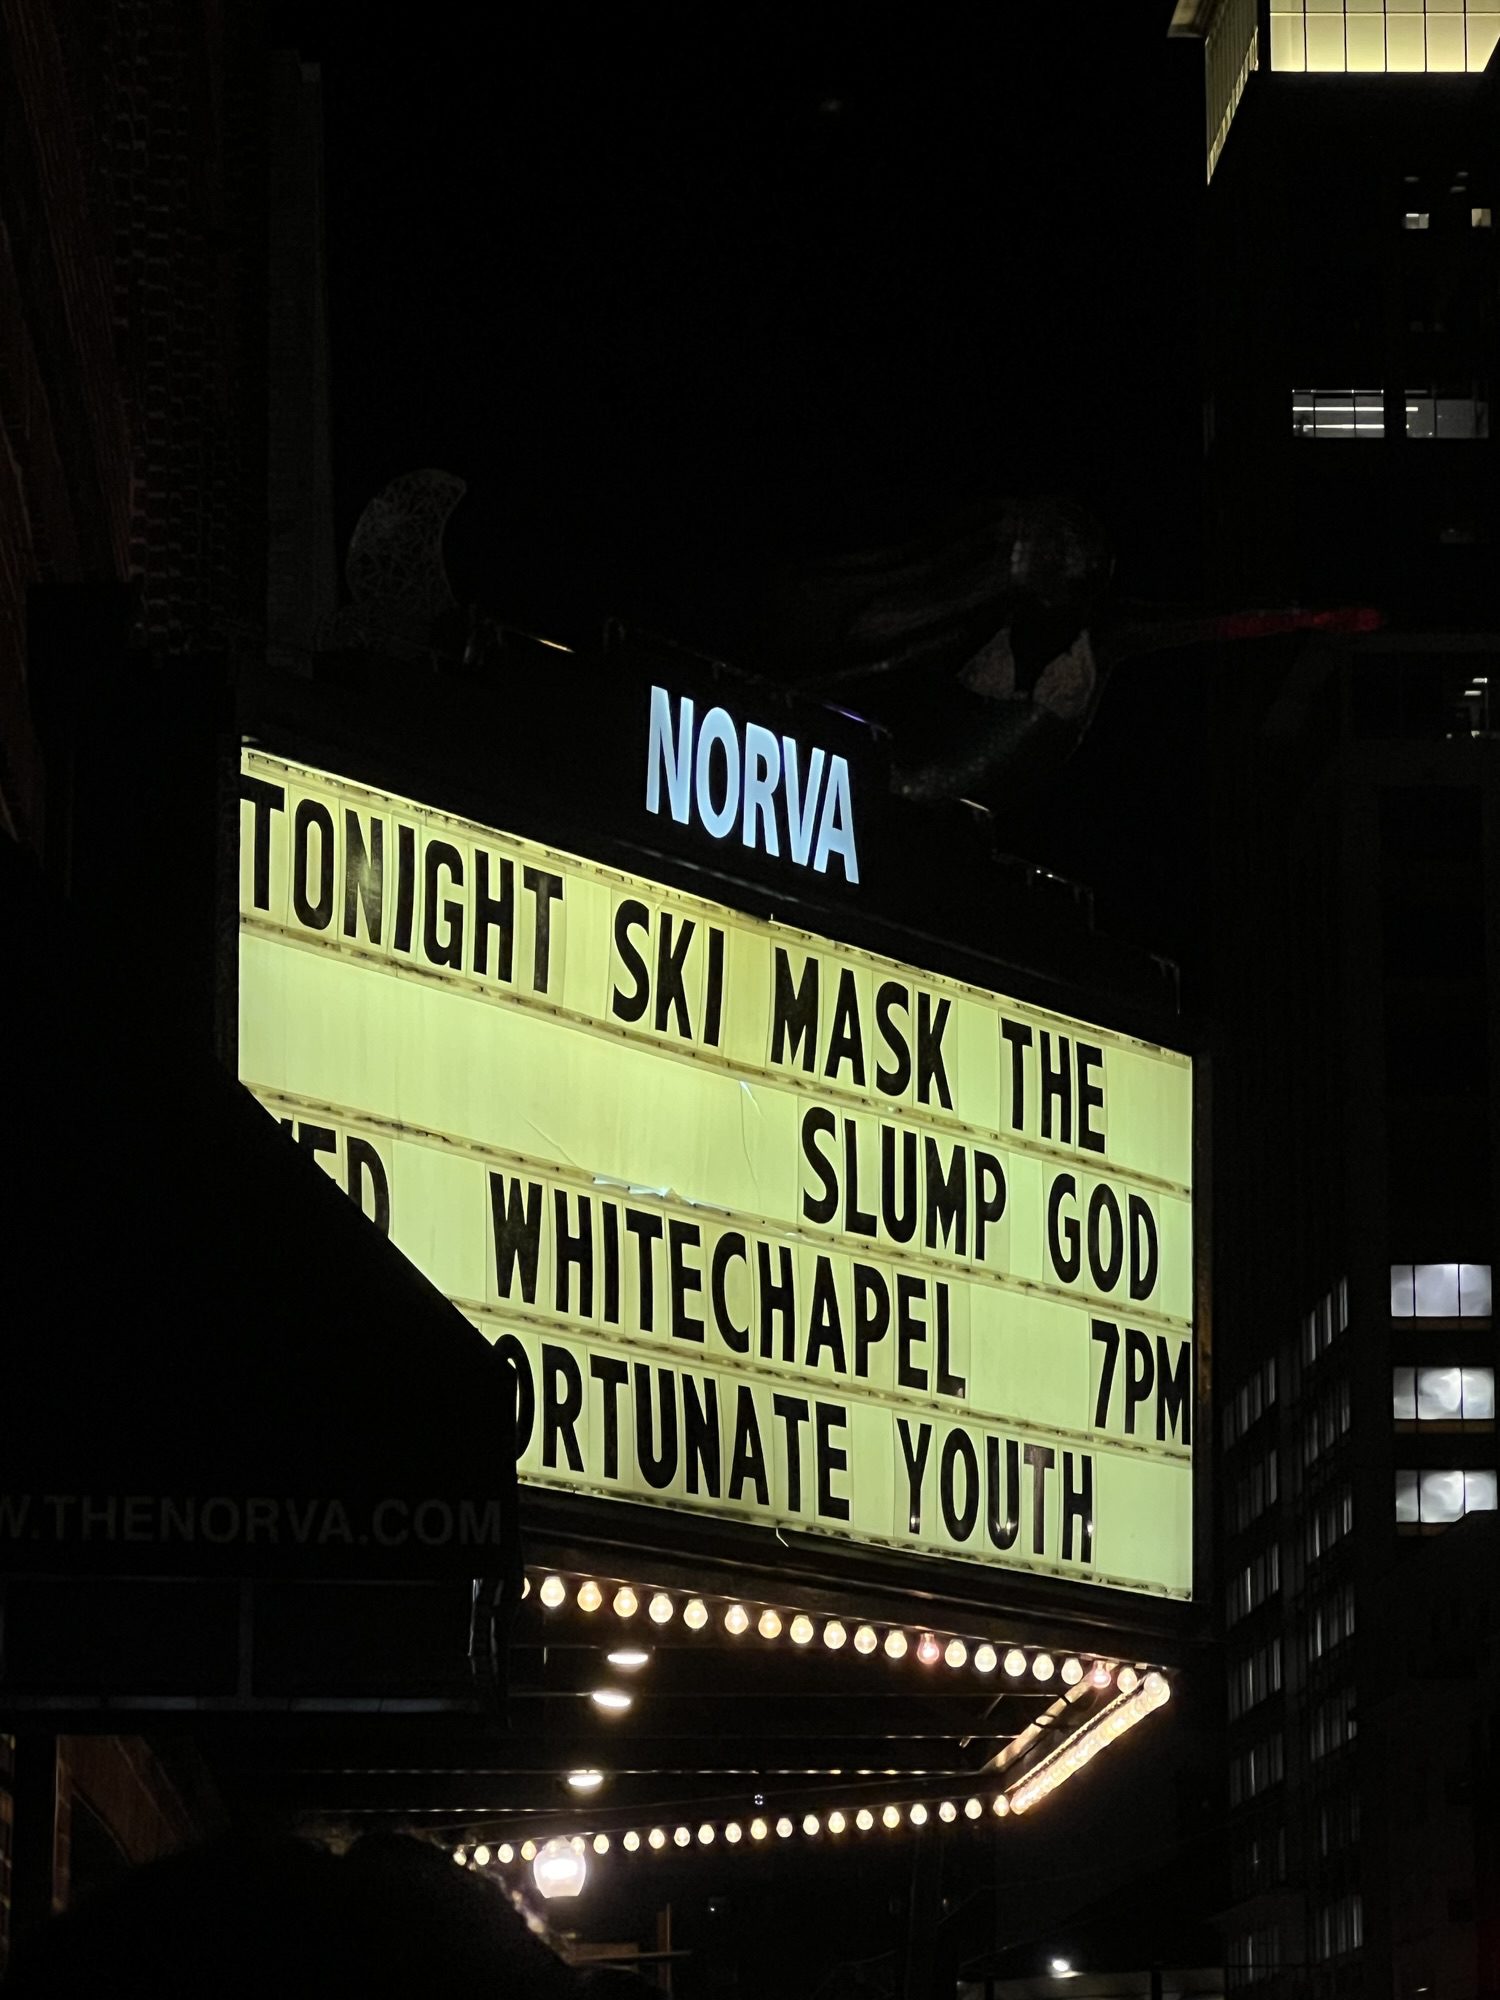 NORVA
TONIGHT SKI MASK THE
SLUMP GOD
WHITECHAPEL 7PM
ORTUNATE YOUTH
W.THENORVA.COM